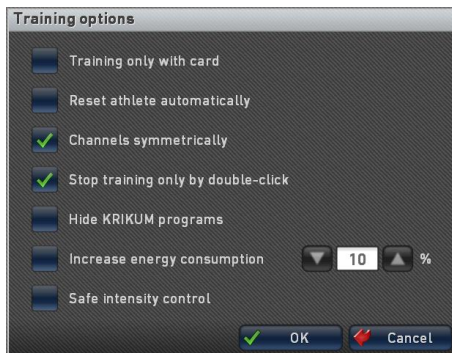 Training options
Training only with card
Reset athlete automatically
Channels symmetrically
Stop training only by double-click
Hide KRIKUM programs
Increase energy consumption 10 %
Safe intensity control
OK Cancel